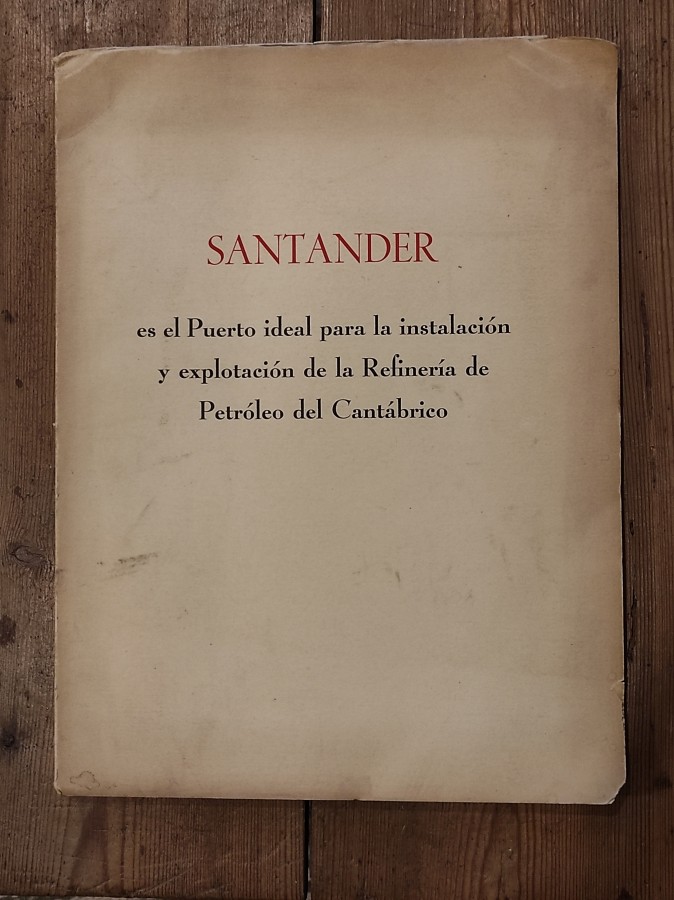 SANTANDER
es el Puerto ideal para la instalación
y explotación de la Refinería de
Petróleo del Cantábrico